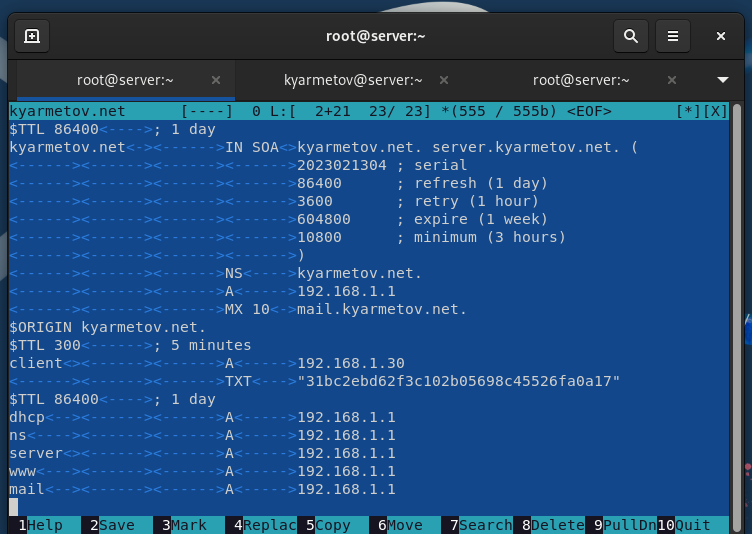 root@server:~
root@server:~ × kyarmetov@server:~ × root@server:~ ×
kyarmetov.net [----] 0 L:[ 2+21 23/ 23] *(555 / 555b) <EOF> [*][X]
$TTL 86400<---->; 1 day
kyarmetov.net<--><------>IN SOA<>kyarmetov.net. server.kyarmetov.net. (
<------><------><------><------>2023021304 ; serial
<------><------><------><------>86400 ; refresh (1 day)
<------><------><------><------>3600 ; retry (1 hour)
<------><------><------><------>604800 ; expire (1 week)
<------><------><------><------>10800 ; minimum (3 hours)
<------><------><------><------>)
<------><------><------>NS<---->kyarmetov.net.
<------><------><------>A<----->192.168.1.1
<------><------><------>MX 10<-->mail.kyarmetov.net.
$ORIGIN kyarmetov.net.
$TTL 300<------>; 5 minutes
client<><------><------>A<----->192.168.1.30
<------><------><------>TXT<--->"31bc2ebd62f3c102b05698c45526fa0a17"
$TTL 86400<---->; 1 day
dhcp<--><------><------>A<----->192.168.1.1
ns<----><------><------>A<----->192.168.1.1
server<><------><------>A<----->192.168.1.1
www<---><------><------>A<----->192.168.1.1
mail<--><------><------>A<----->192.168.1.1
1Help 2Save 3Mark 4Replac 5Copy 6Move 7Search 8Delete 9PullDn 10Quit